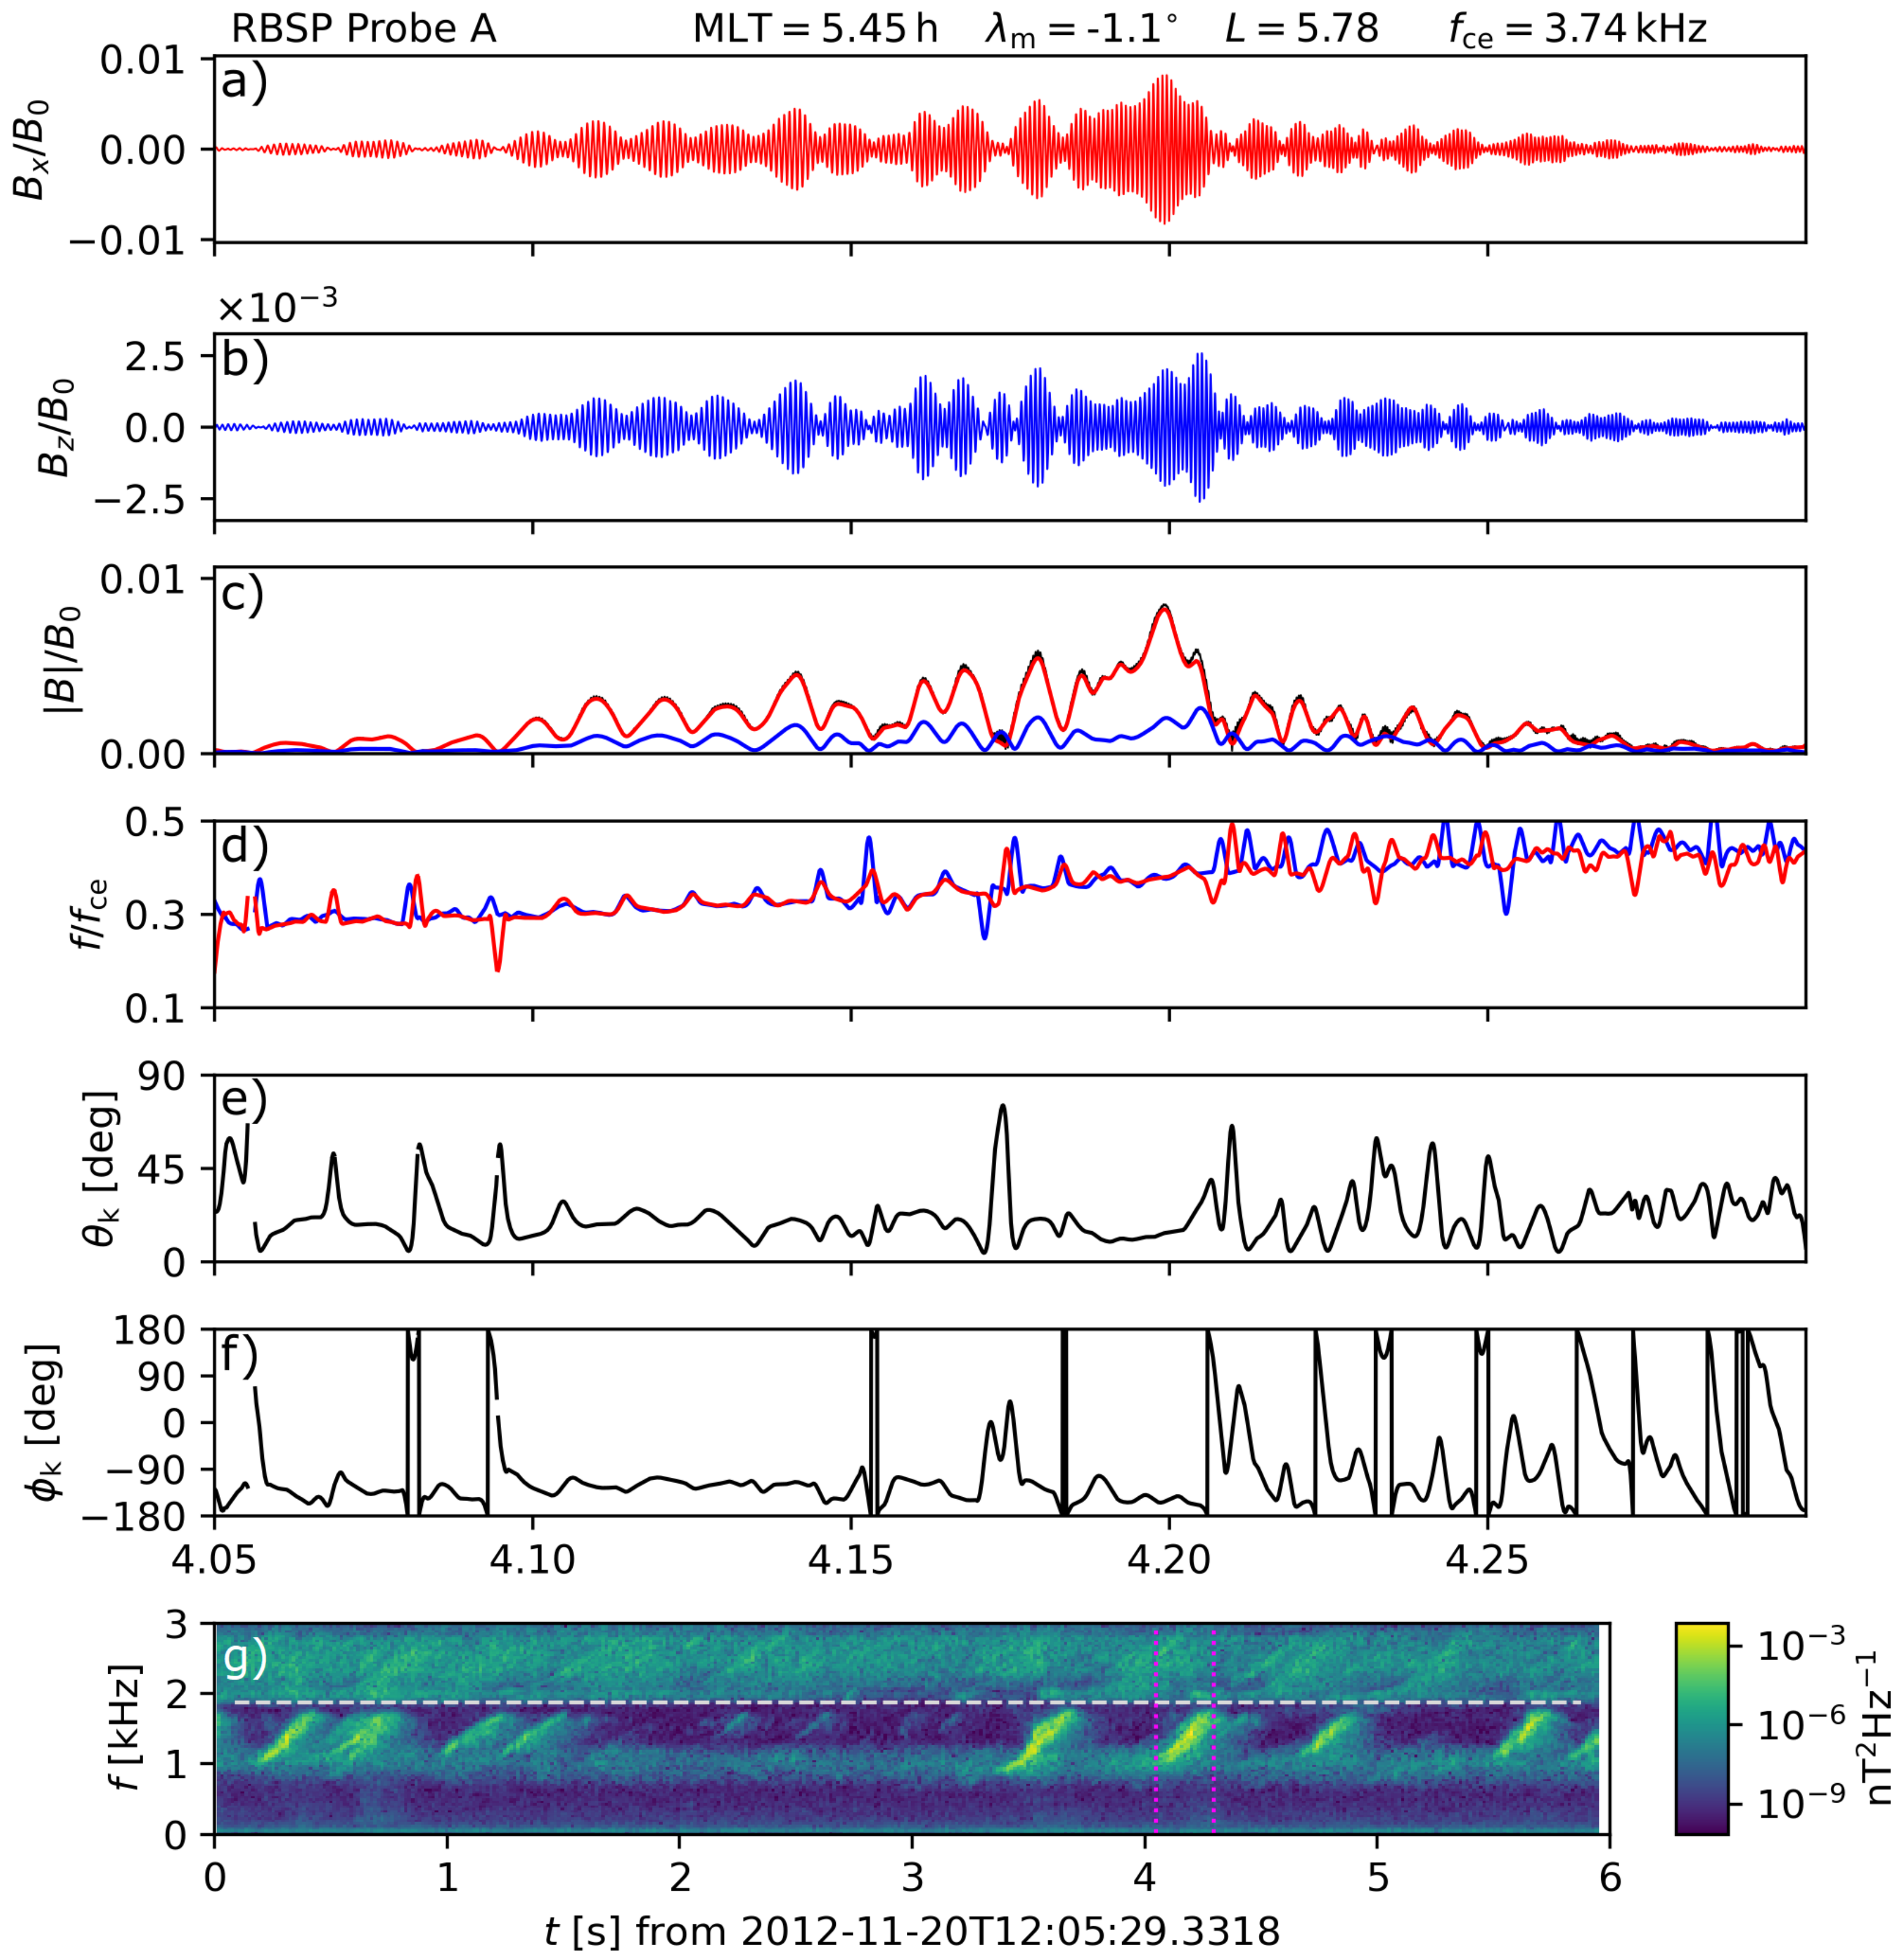 RBSP Probe A MLT = 5.45 h λm = -1.1° L = 5.78 fce = 3.74 kHz
a)
0.01
0.00
−0.01
Bx/B0
×10−3
b)
2.5
0.0
−2.5
Bz/B0
c)
0.01
0.00
|B|/B0
d)
0.5
0.3
0.1
f/fce
e)
90
45
0
θk [deg]
f)
180
90
0
−90
−180
ϕk [deg]
4.05 4.10 4.15 4.20 4.25
g)
3
2
1
0
f [kHz]
0 1 2 3 4 5 6
t [s] from 2012-11-20T12:05:29.3318
10−3
10−6
10−9
nT2Hz−1